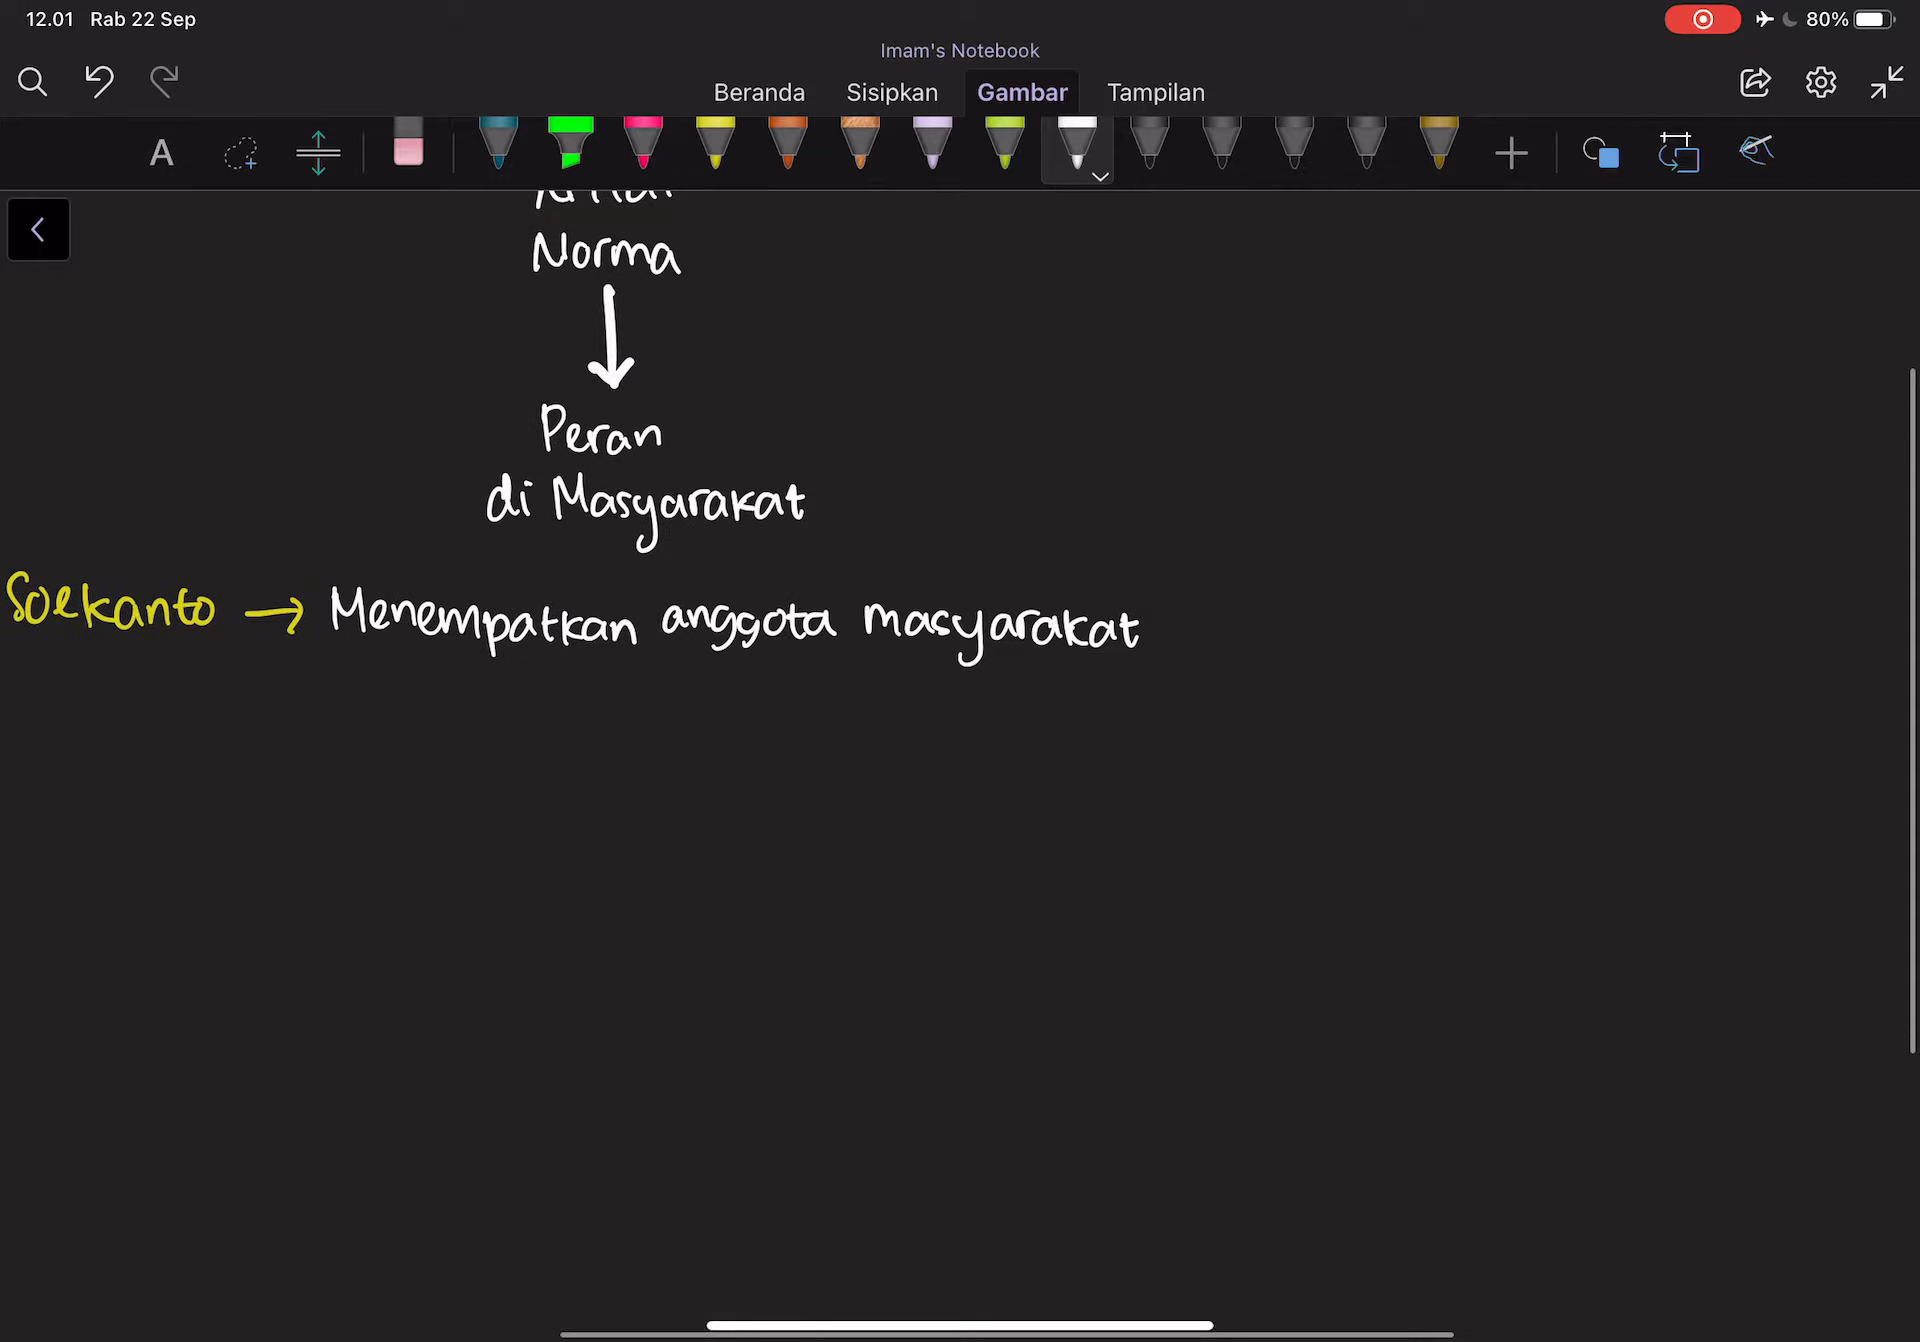 12.01 Rab 22 Sep
80%
Imam's Notebook
Beranda Sisipkan Gambar Tampilan
A
Norma
Peran
di Masyarakat
Soekanto → Menempatkan anggota masyarakat